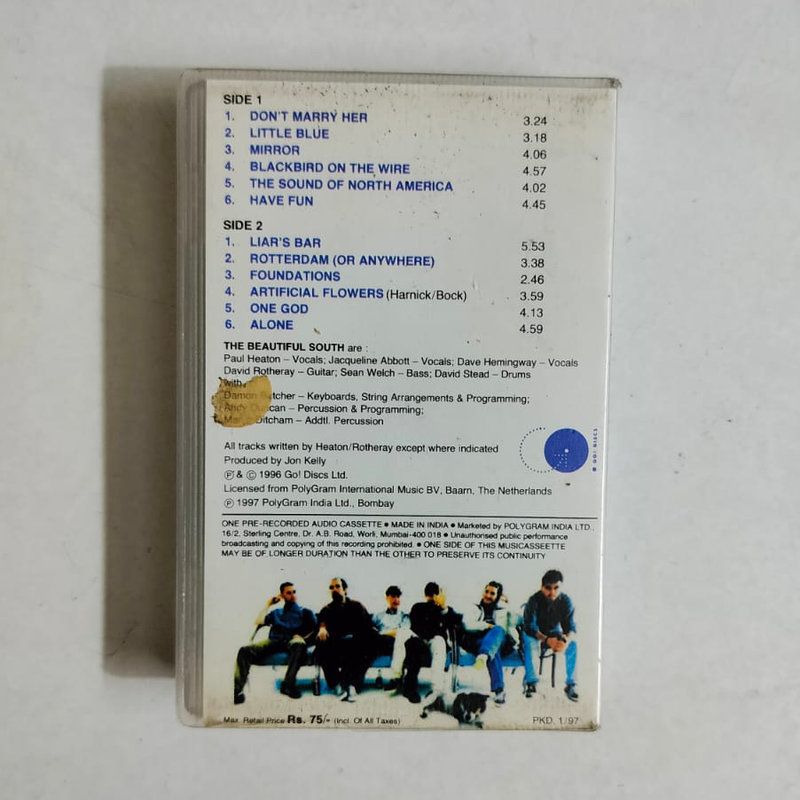 SIDE 1
1. DON'T MARRY HER 3.24
2. LITTLE BLUE 3.18
3. MIRROR 4.06
4. BLACKBIRD ON THE WIRE 4.57
5. THE SOUND OF NORTH AMERICA 4.02
6. HAVE FUN 4.45
SIDE 2
1. LIAR'S BAR 5.53
2. ROTTERDAM (OR ANYWHERE) 3.38
3. FOUNDATIONS 2.46
4. ARTIFICIAL FLOWERS (Harnick/Bock) 3.59
5. ONE GOD 4.13
6. ALONE 4.59
THE BEAUTIFUL SOUTH are :
Paul Heaton – Vocals; Jacqueline Abbott – Vocals; Dave Hemingway – Vocals
David Rotheray – Guitar; Sean Welch – Bass; David Stead – Drums
with
Damon – Keyboards, String Arrangements & Programming;
Andy – Percussion & Programming;
Ditcham – Addtl. Percussion
All tracks written by Heaton/Rotheray except where indicated
Produced by Jon Kelly
℗ & © 1996 Go! Discs Ltd.
Licensed from PolyGram International Music BV, Baarn, The Netherlands
℗ 1997 PolyGram India Ltd., Bombay
GO! DISCS
ONE PRE-RECORDED AUDIO CASSETTE ● MADE IN INDIA ● Marketed by POLYGRAM INDIA LTD.,
16/2, Sterling Centre, Dr. A.B. Road, Worli, Mumbai-400 018 ● Unauthorised public performance
broadcasting and copying of this recording prohibited. ● ONE SIDE OF THIS MUSICASSEETTE
MAY BE OF LONGER DURATION THAN THE OTHER TO PRESERVE ITS CONTINUITY
Max. Retail Price Rs. 75/- (Incl. Of All Taxes) PKD. 1/97